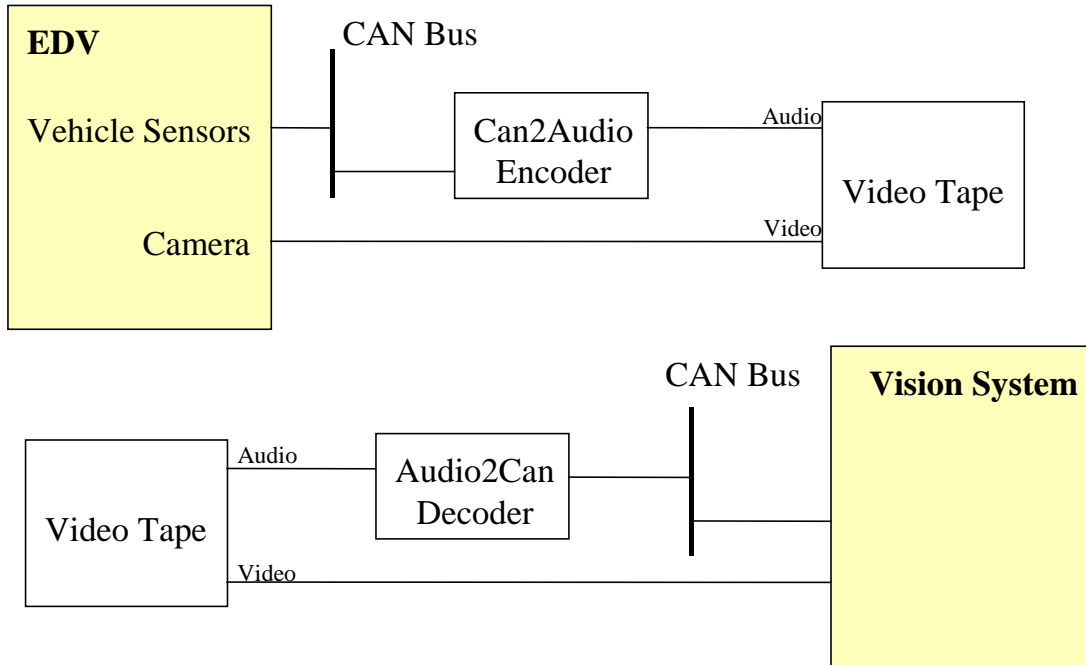 EDV
CAN Bus
Vehicle Sensors
Can2Audio
Encoder
Audio
Video Tape
Camera
Video
CAN Bus
Vision System
Audio
Audio2Can
Decoder
Video Tape
Video